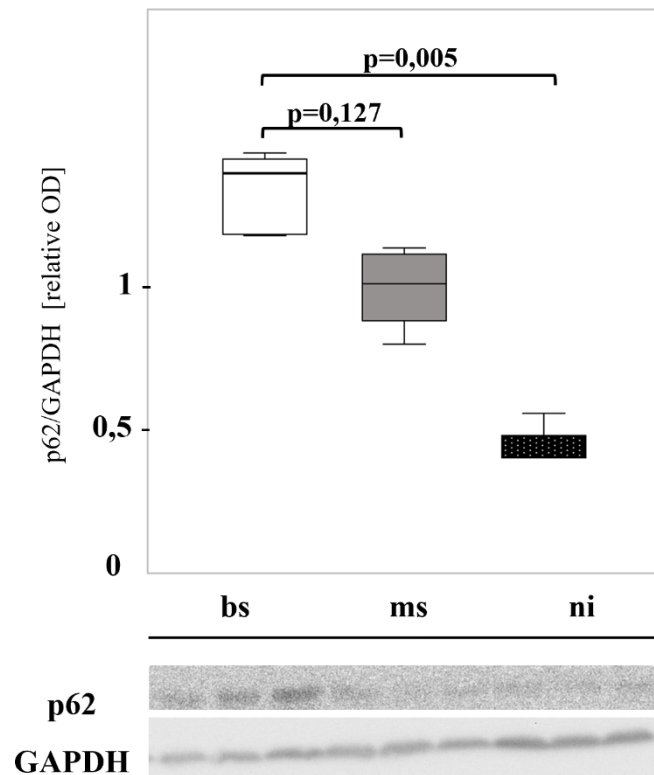 p=0,005
p=0,127
p62/GAPDH [relative OD]
1
0,5
0
bs ms ni
p62
GAPDH